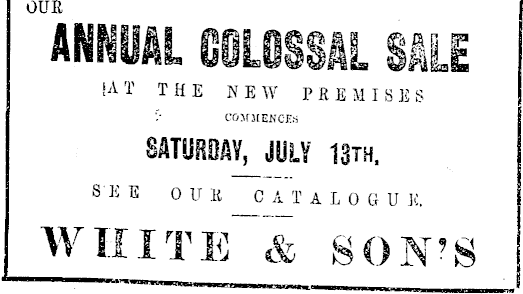 OUR
ANNUAL COLOSSAL SALE
AT THE NEW PREMISES
COMMENCES
SATURDAY, JULY 13TH.
SEE OUR CATALOGUE.
WHITE & SON'S